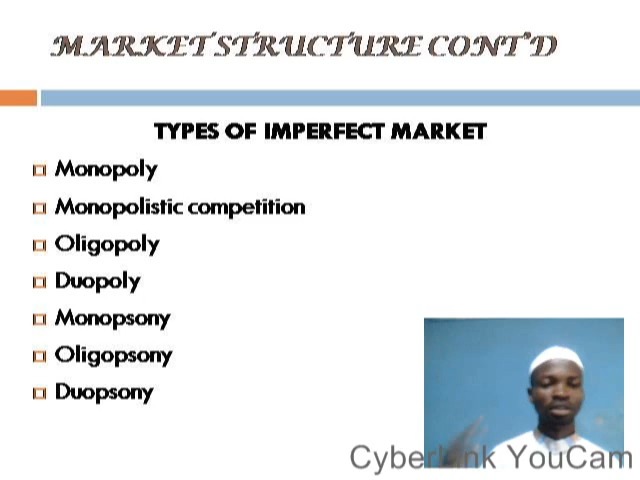 MARKET STRUCTURE CONT'D
TYPES OF IMPERFECT MARKET
Monopoly
Monopolistic competition
Oligopoly
Duopoly
Monopsony
Oligopsony
Duopsony
CyberLink YouCam